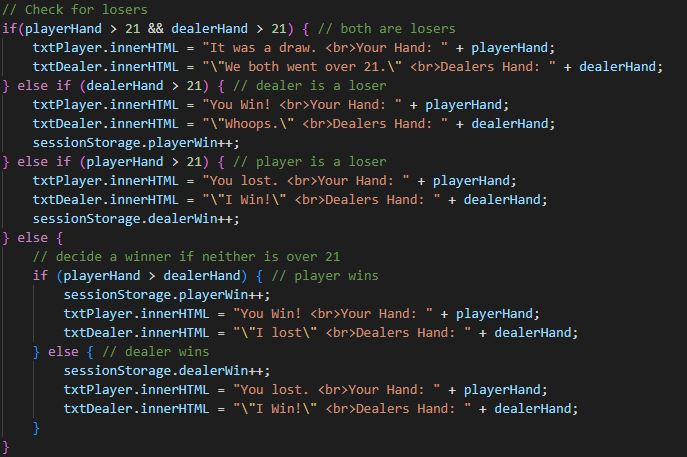 // Check for losers
if(playerHand > 21 && dealerHand > 21) { // both are losers
    txtPlayer.innerHTML = "It was a draw. <br>Your Hand: " + playerHand;
    txtDealer.innerHTML = "\"We both went over 21.\" <br>Dealers Hand: " + dealerHand;
} else if (dealerHand > 21) { // dealer is a loser
    txtPlayer.innerHTML = "You Win! <br>Your Hand: " + playerHand;
    txtDealer.innerHTML = "\"Whoops.\" <br>Dealers Hand: " + dealerHand;
    sessionStorage.playerWin++;
} else if (playerHand > 21) { // player is a loser
    txtPlayer.innerHTML = "You lost. <br>Your Hand: " + playerHand;
    txtDealer.innerHTML = "\"I Win!\" <br>Dealers Hand: " + dealerHand;
    sessionStorage.dealerWin++;
} else {
    // decide a winner if neither is over 21
    if (playerHand > dealerHand) { // player wins
        sessionStorage.playerWin++;
        txtPlayer.innerHTML = "You Win! <br>Your Hand: " + playerHand;
        txtDealer.innerHTML = "\"I lost\" <br>Dealers Hand: " + dealerHand;
    } else { // dealer wins
        sessionStorage.dealerWin++;
        txtPlayer.innerHTML = "You lost. <br>Your Hand: " + playerHand;
        txtDealer.innerHTML = "\"I Win!\" <br>Dealers Hand: " + dealerHand;
    }
}